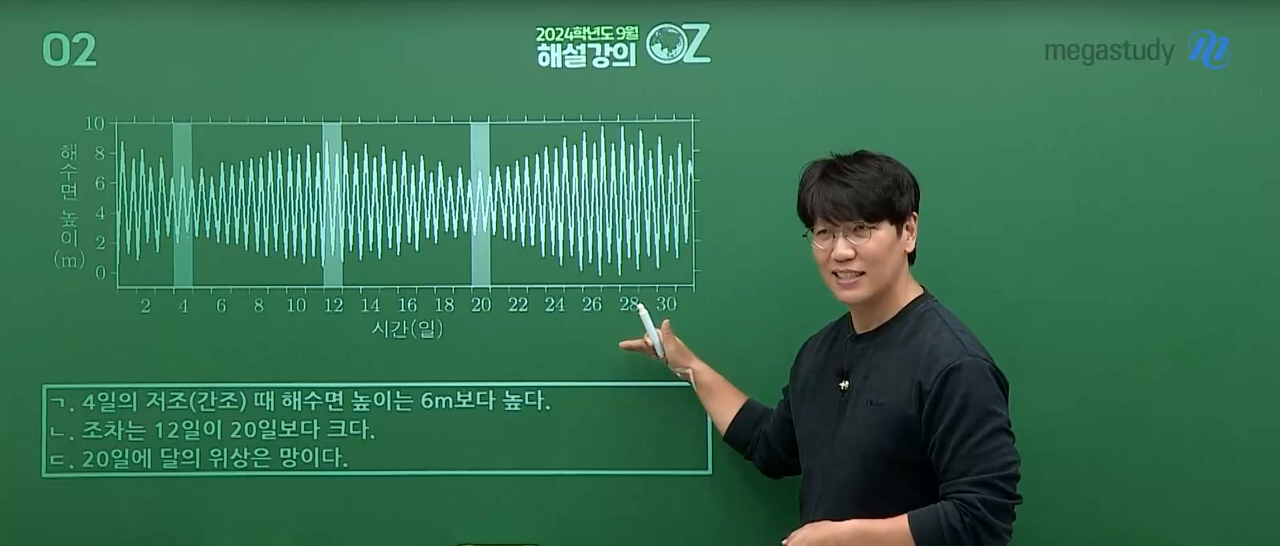 02
2024학년도 9월
해설강의 OZ
megastudy
해수면 높이(m)
10
8
6
4
2
0
2 4 6 8 10 12 14 16 18 20 22 24 26 28 30
시간(일)
ㄱ. 4일의 저조(간조) 때 해수면 높이는 6m보다 높다.
ㄴ. 조차는 12일이 20일보다 크다.
ㄷ. 20일에 달의 위상은 망이다.